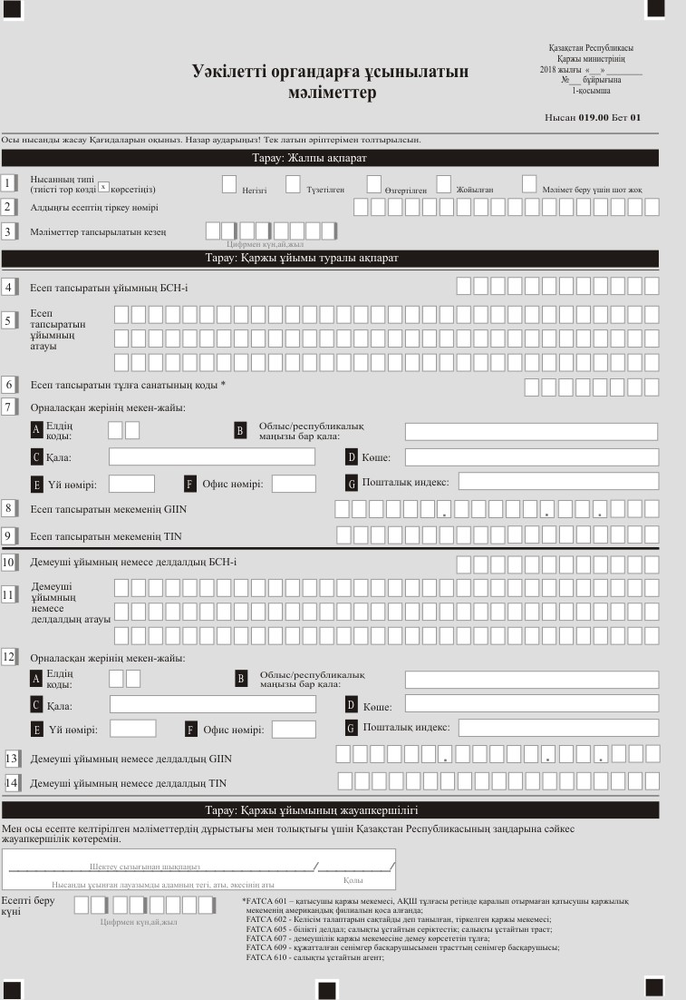 Қазақстан Республикасы
Қаржы министрінің
2018 жылғы «__» ________
№___ бұйрығына
1-қосымша
Уәкілетті органдарға ұсынылатын
мәліметтер
Нысан 019.00 Бет 01
Осы нысанды жасау Қағидаларын оқыңыз. Назар аударыңыз! Тек латын әріптерімен толтырылсын.
Тарау: Жалпы ақпарат
1 Нысанның типі
(тиісті тор көзді x көрсетіңіз) Негізгі Түзетілген Өзгертілген Жойылған Мәлімет беру үшін шот жоқ
2 Алдыңғы есептің тіркеу нөмірі
3 Мәліметтер тапсырылатын кезең
Цифрмен күн,ай,жыл
Тарау: Қаржы ұйымы туралы ақпарат
4 Есеп тапсыратын ұйымның БСН-і
5 Есеп
тапсыратын
ұйымның
атауы
6 Есеп тапсыратын тұлға санатының коды *
7 Орналасқан жерінің мекен-жайы:
A Елдің
коды:
B Облыс/республикалық
маңызы бар қала:
C Қала: D Көше:
E Үй нөмірі: F Офис нөмірі: G Пошталық индекс:
8 Есеп тапсыратын мекеменің GIIN
9 Есеп тапсыратын мекеменің TIN
10 Демеуші ұйымның немесе делдалдың БСН-і
11 Демеуші
ұйымның
немесе
делдалдың атауы
12 Орналасқан жерінің мекен-жайы:
A Елдің
коды:
B Облыс/республикалық
маңызы бар қала:
C Қала: D Көше:
E Үй нөмірі: F Офис нөмірі: G Пошталық индекс:
13 Демеуші ұйымның немесе делдалдың GIIN
14 Демеуші ұйымның немесе делдалдың TIN
Тарау: Қаржы ұйымының жауапкершілігі
Мен осы есепте келтірілген мәліметтердің дұрыстығы мен толықтығы үшін Қазақстан Республикасының заңдарына сәйкес
жауапкершілік көтеремін.
Шектеу сызығынан шықпаңыз
Нысанды ұсынған лауазымды адамның тегі, аты, әкесінің аты
Қолы
Есепті беру
күні
Цифрмен күн,ай,жыл
*FATCA 601 – қатысушы қаржы мекемесі, АҚШ тұлғасы ретінде қаралып отырмаған қатысушы қаржылық
мекеменің американдық филиалын қоса алғанда;
FATCA 602 - Келісім талаптарын сақтайды деп танылған, тіркелген қаржы мекемесі;
FATCA 605 - білікті делдал; салықты ұстайтын серіктестік; салықты ұстайтын траст;
FATCA 607 - демеушілік қаржы мекемесіне демеу көрсететін тұлға;
FATCA 609 - құжатталған сенімгер басқарушысымен трасттың сенімгер басқарушысы;
FATCA 610 - салықты ұстайтын агент;